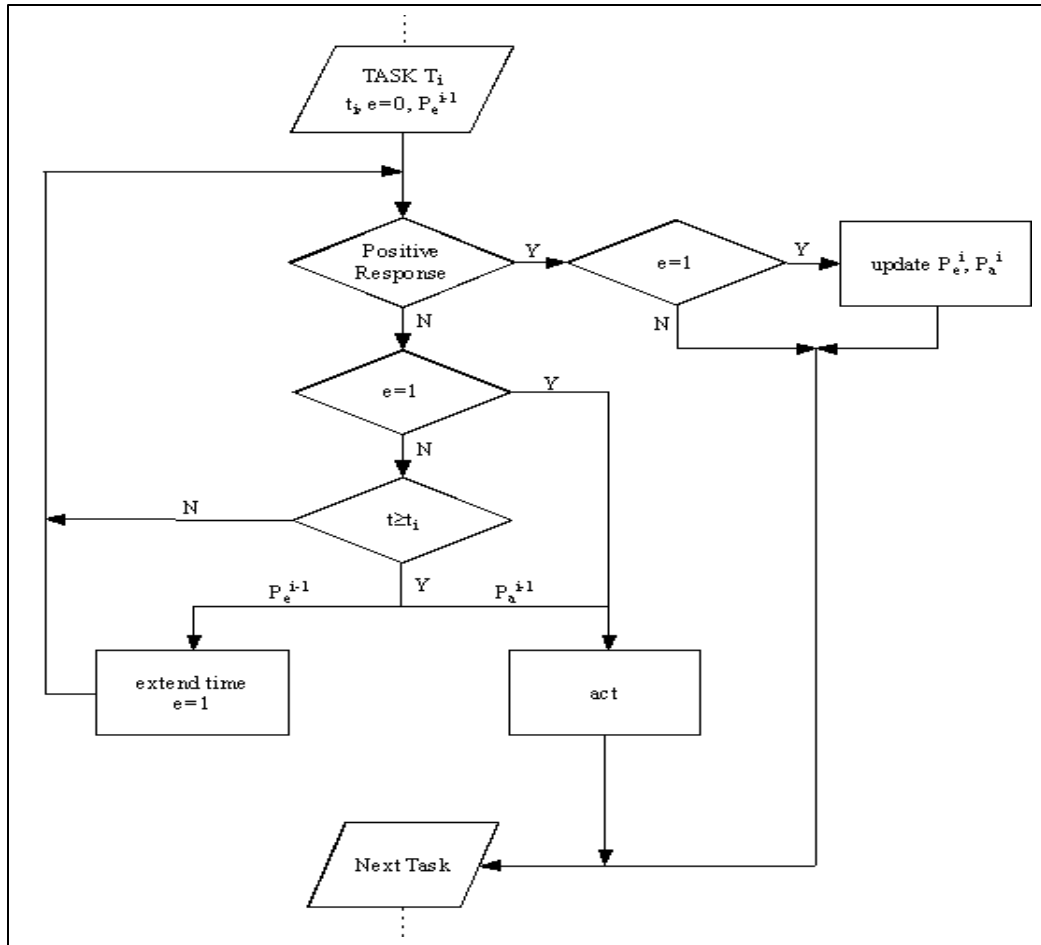 TASK Tᵢ
tᵢ, e=0, Pₑⁱ⁻¹
Positive
Response
Y
e=1
Y
update Pₑⁱ, Pₐⁱ
N
N
e=1
Y
N
N
t≥tᵢ
Pₑⁱ⁻¹
Y
Pₐⁱ⁻¹
extend time
e=1
act
Next Task